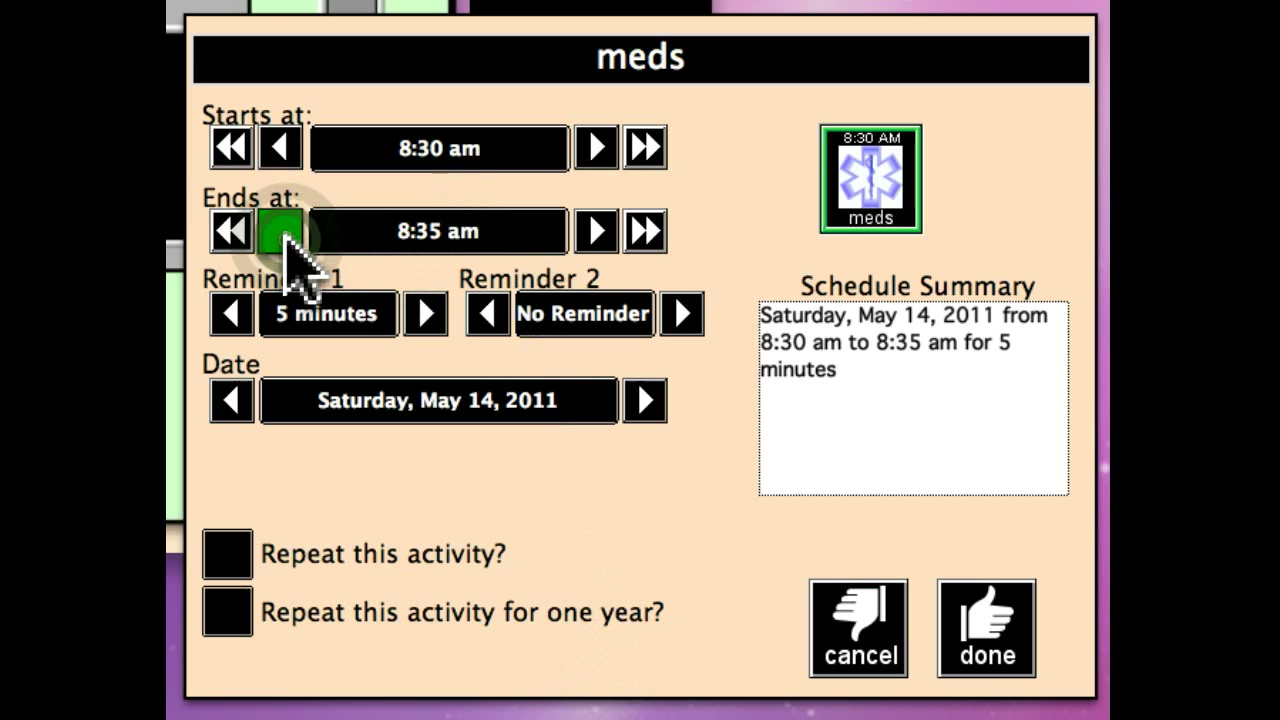 meds
Starts at:
8:30 am
8:30 AM
meds
Ends at:
8:35 am
Reminder 1
Reminder 2
5 minutes
No Reminder
Schedule Summary
Saturday, May 14, 2011 from
8:30 am to 8:35 am for 5
minutes
Date
Saturday, May 14, 2011
Repeat this activity?
Repeat this activity for one year?
cancel
done